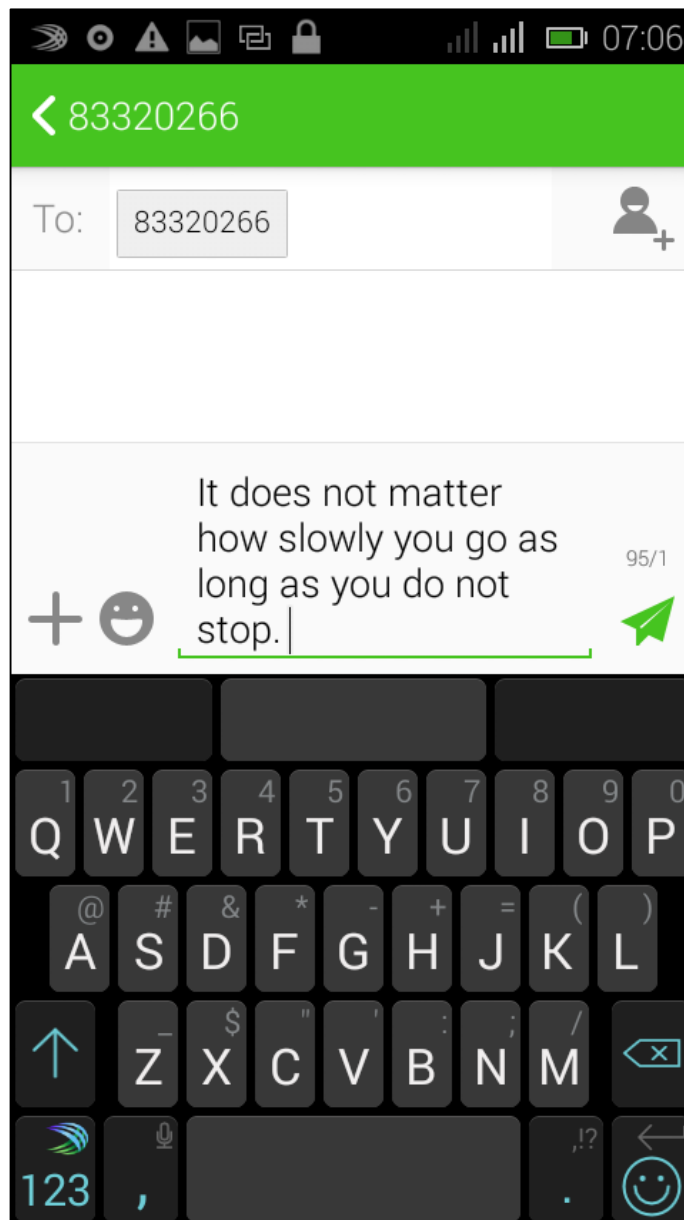 07:06
83320266
To: 83320266
It does not matter
how slowly you go as
long as you do not
stop.
95/1
1 2 3 4 5 6 7 8 9 0
Q W E R T Y U I O P
@ # & * - + = ( )
A S D F G H J K L
_ $ " ' : ; /
Z X C V B N M
,!?
123 , .